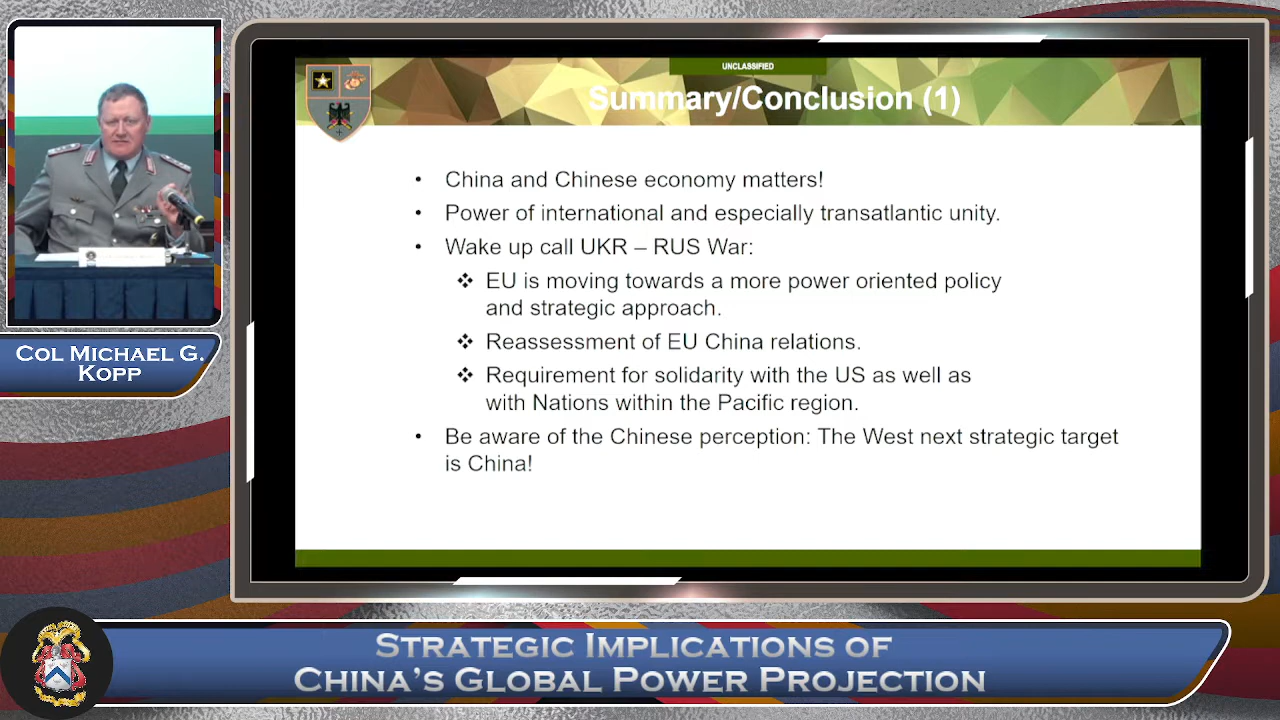 UNCLASSIFIED
Summary/Conclusion (1)
• China and Chinese economy matters!
• Power of international and especially transatlantic unity.
• Wake up call UKR – RUS War:
❖ EU is moving towards a more power oriented policy
and strategic approach.
❖ Reassessment of EU China relations.
❖ Requirement for solidarity with the US as well as
with Nations within the Pacific region.
• Be aware of the Chinese perception: The West next strategic target
is China!
COL MICHAEL G.
KOPP
STRATEGIC IMPLICATIONS OF
CHINA'S GLOBAL POWER PROJECTION